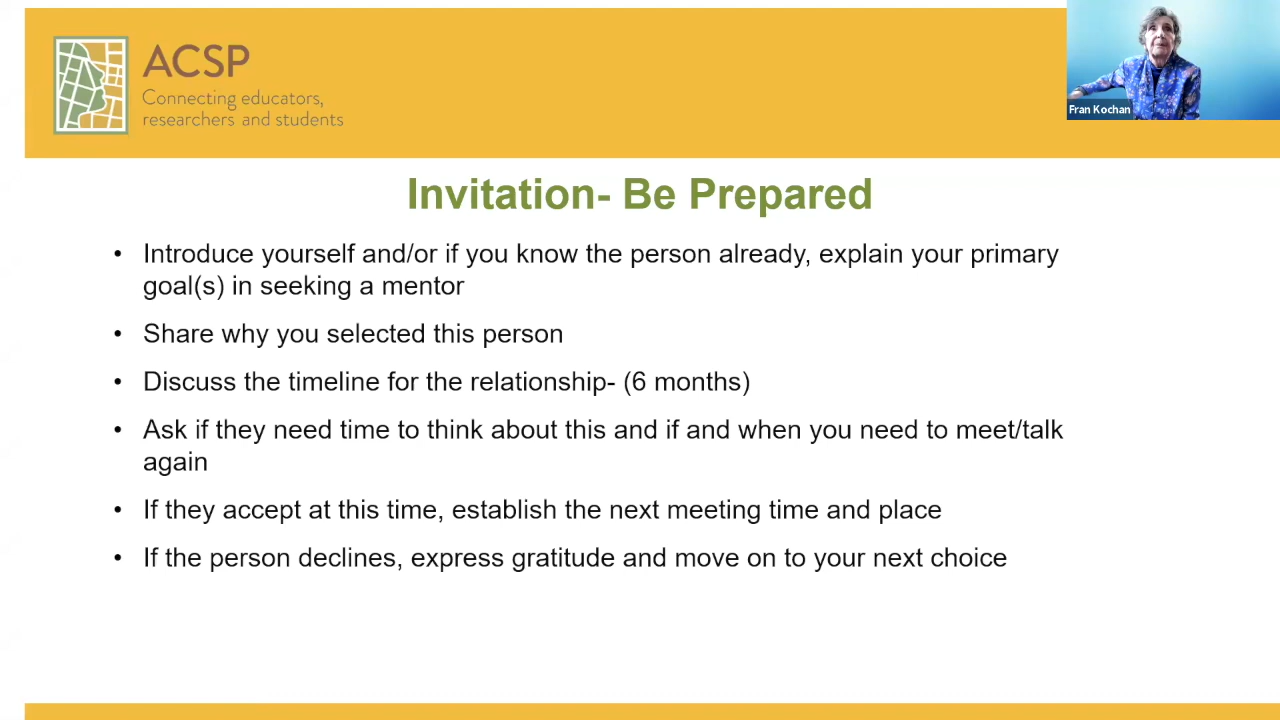 ACSP
Connecting educators,
researchers and students
Fran Kochan
Invitation- Be Prepared
• Introduce yourself and/or if you know the person already, explain your primary
goal(s) in seeking a mentor
• Share why you selected this person
• Discuss the timeline for the relationship- (6 months)
• Ask if they need time to think about this and if and when you need to meet/talk
again
• If they accept at this time, establish the next meeting time and place
• If the person declines, express gratitude and move on to your next choice